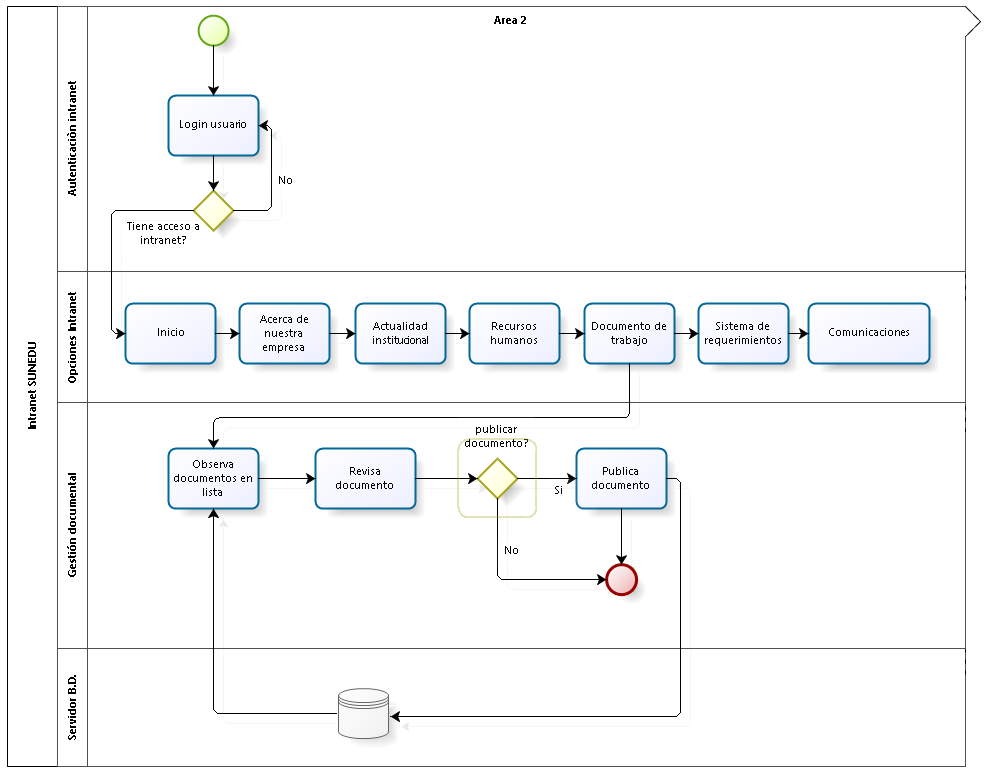 Area 2
Intranet SUNEDU
Autenticación intranet
Login usuario
No
Tiene acceso a
intranet?
Opciones Intranet
Inicio
Acerca de
nuestra
empresa
Actualidad
institucional
Recursos
humanos
Documento de
trabajo
Sistema de
requerimientos
Comunicaciones
Gestión documental
Observa
documentos en
lista
Revisa
documento
publicar
documento?
Si
Publica
documento
No
Servidor B.D.